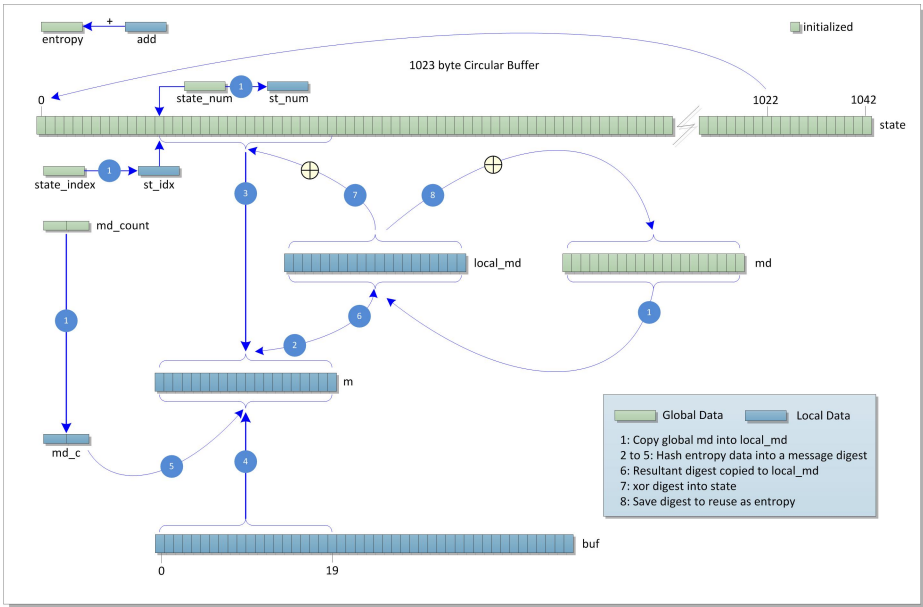 +
entropy
add
initialized
1023 byte Circular Buffer
state_num
1
st_num
0
1022
1042
state
state_index
1
st_idx
3
7
8
md_count
local_md
md
1
6
1
2
m
md_c
5
4
Global Data
Local Data
1: Copy global md into local_md
2 to 5: Hash entropy data into a message digest
6: Resultant digest copied to local_md
7: xor digest into state
8: Save digest to reuse as entropy
buf
0
19